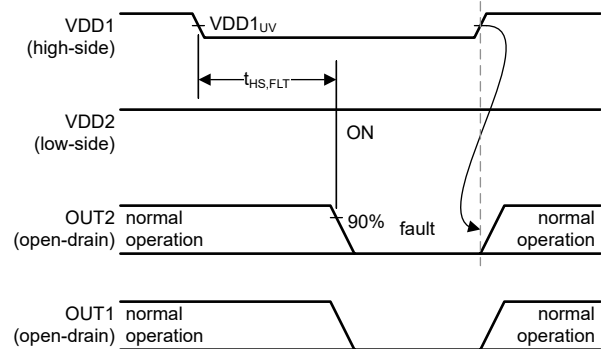 VDD1
(high-side)
VDD1UV
tHS,FLT
VDD2
(low-side)
ON
OUT2
(open-drain)
normal
operation
90%
fault
normal
operation
OUT1
(open-drain)
normal
operation
normal
operation